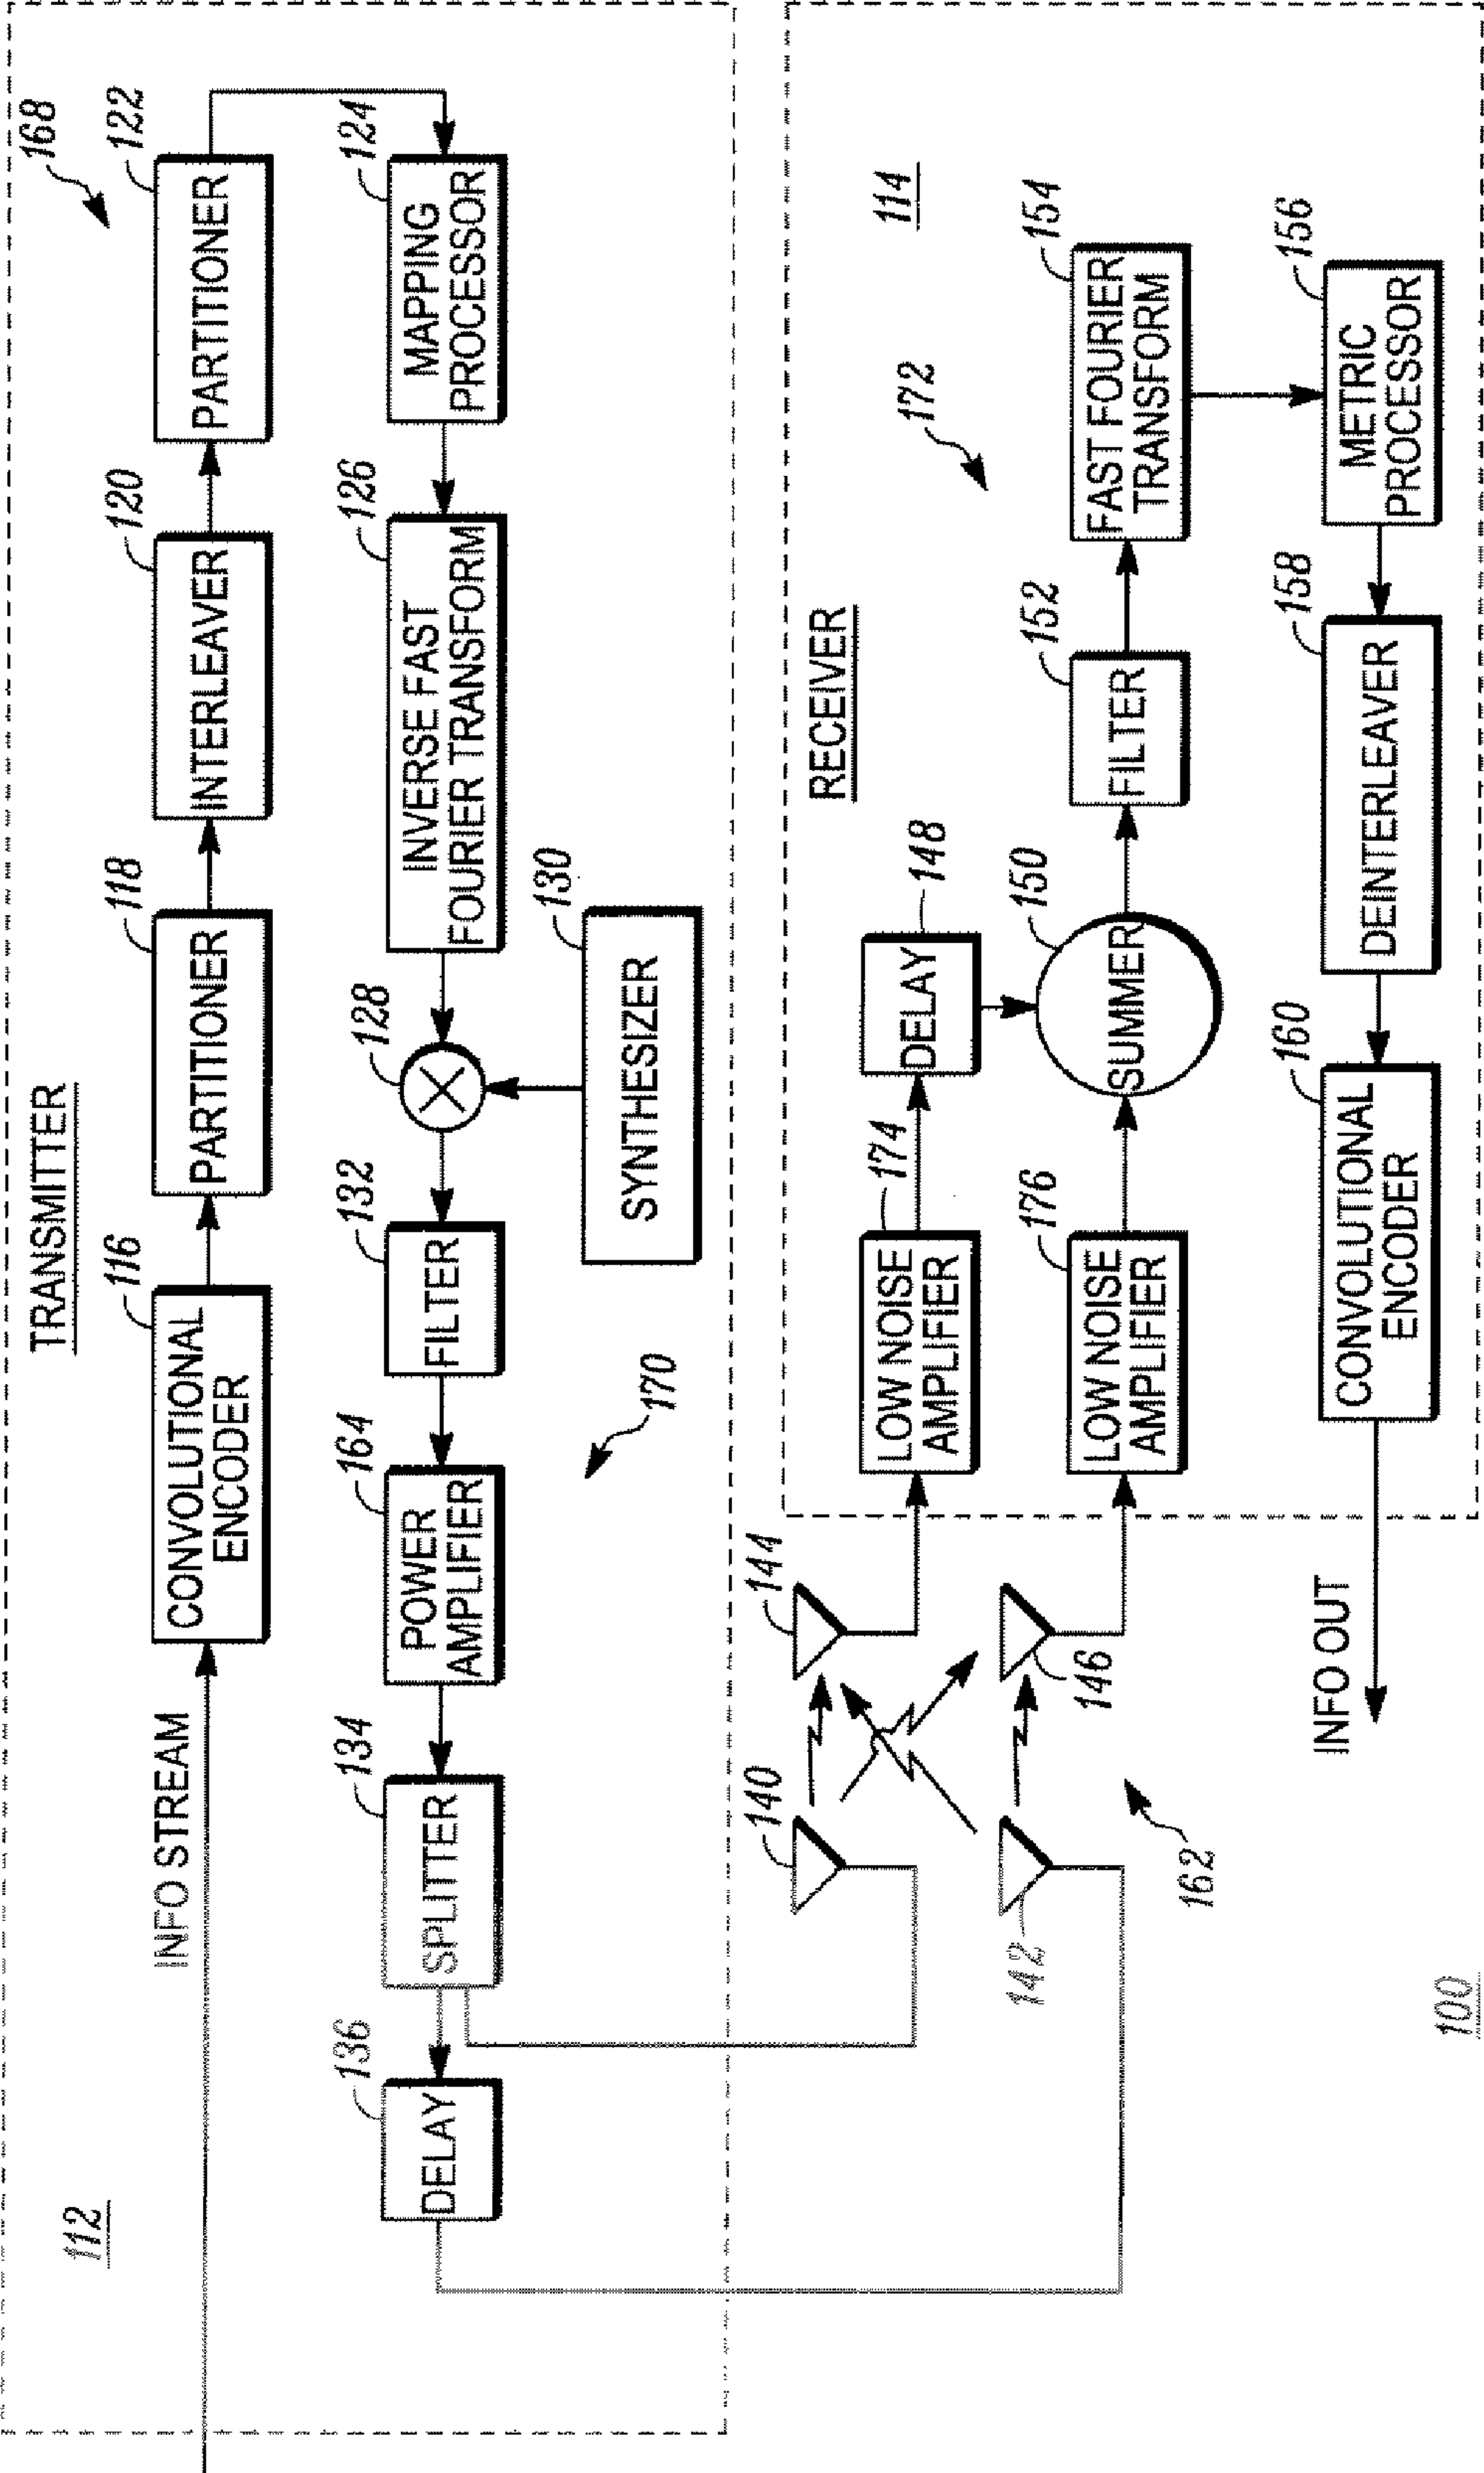 112
TRANSMITTER
168
INFO STREAM
116
CONVOLUTIONAL
ENCODER
118
PARTITIONER
120
INTERLEAVER
122
PARTITIONER
136
DELAY
134
SPLITTER
164
POWER
AMPLIFIER
132
FILTER
128
126
INVERSE FAST
FOURIER TRANSFORM
124
MAPPING
PROCESSOR
170
130
SYNTHESIZER
140
144
RECEIVER
114
174
LOW NOISE
AMPLIFIER
148
DELAY
172
142
146
176
LOW NOISE
AMPLIFIER
150
SUMMER
152
FILTER
154
FAST FOURIER
TRANSFORM
162
INFO OUT
160
CONVOLUTIONAL
ENCODER
158
DEINTERLEAVER
156
METRIC
PROCESSOR
100